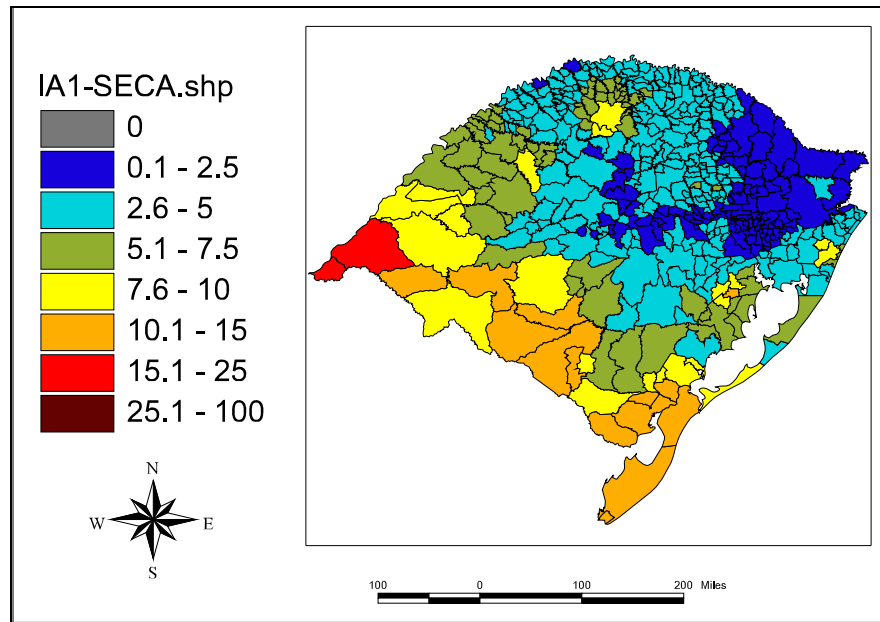 IA1-SECA.shp
0
0.1 - 2.5
2.6 - 5
5.1 - 7.5
7.6 - 10
10.1 - 15
15.1 - 25
25.1 - 100
N
W E
S
100 0 100 200 Miles